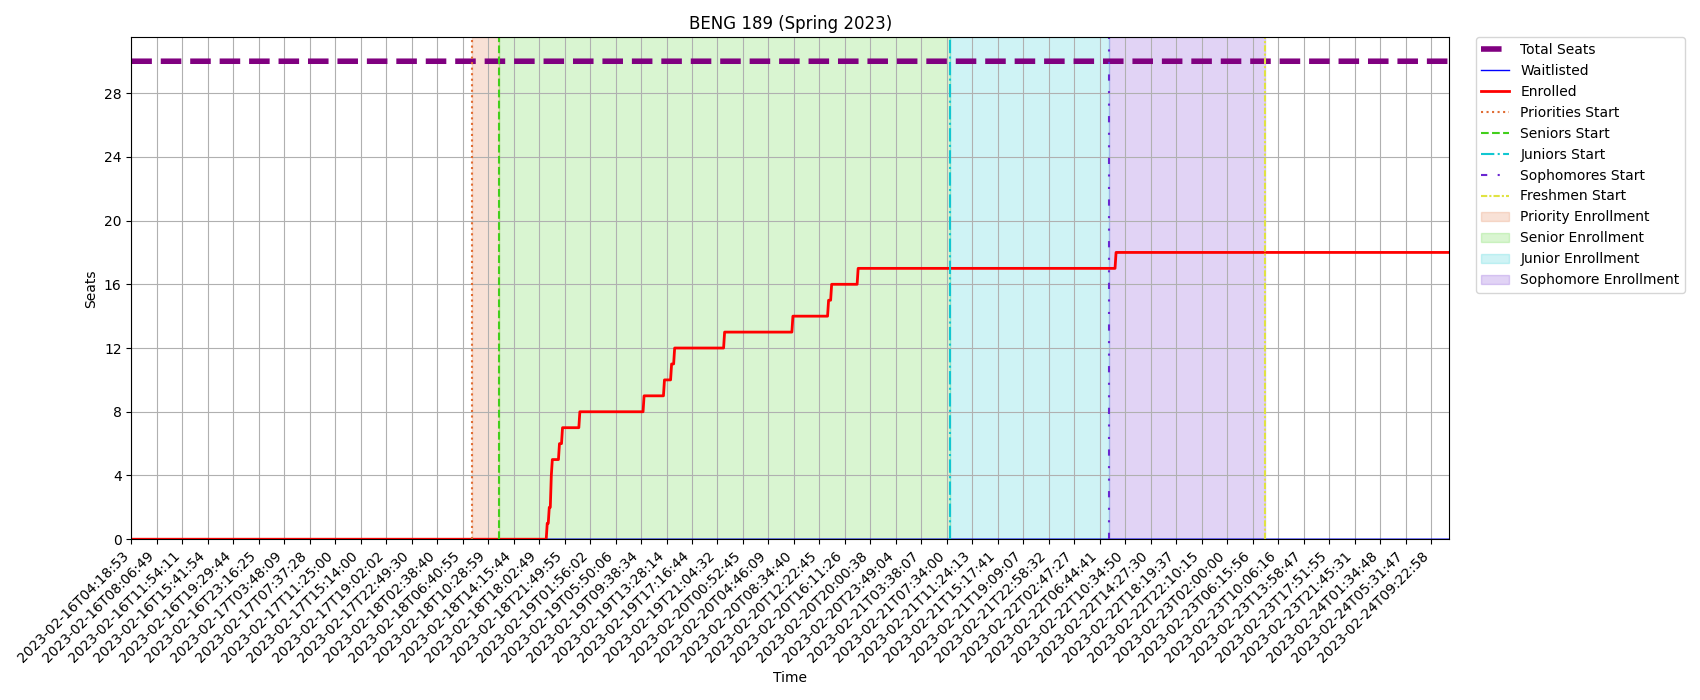 BENG 189 (Spring 2023)
Seats
28
24
20
16
12
8
4
0
2023-02-16T04:18:53
2023-02-16T08:06:49
2023-02-16T11:54:11
2023-02-16T15:41:54
2023-02-16T19:29:44
2023-02-16T23:16:25
2023-02-17T03:48:09
2023-02-17T07:37:28
2023-02-17T11:25:00
2023-02-17T15:14:00
2023-02-17T19:02:02
2023-02-17T22:49:30
2023-02-18T02:38:40
2023-02-18T06:40:55
2023-02-18T10:28:59
2023-02-18T14:15:44
2023-02-18T18:02:49
2023-02-18T21:49:55
2023-02-19T01:56:02
2023-02-19T05:50:06
2023-02-19T09:38:34
2023-02-19T13:28:14
2023-02-19T17:16:44
2023-02-19T21:04:32
2023-02-20T00:52:45
2023-02-20T04:46:09
2023-02-20T08:34:40
2023-02-20T12:22:45
2023-02-20T16:11:26
2023-02-20T20:00:38
2023-02-20T23:49:04
2023-02-21T03:38:07
2023-02-21T07:34:00
2023-02-21T11:24:13
2023-02-21T15:17:41
2023-02-21T19:09:07
2023-02-21T22:58:32
2023-02-22T02:47:27
2023-02-22T06:44:41
2023-02-22T10:34:50
2023-02-22T14:27:30
2023-02-22T18:19:37
2023-02-22T22:10:15
2023-02-23T02:00:00
2023-02-23T06:15:56
2023-02-23T10:06:16
2023-02-23T13:58:47
2023-02-23T17:51:55
2023-02-23T21:45:31
2023-02-24T01:34:48
2023-02-24T05:31:47
2023-02-24T09:22:58
Time
Total Seats
Waitlisted
Enrolled
Priorities Start
Seniors Start
Juniors Start
Sophomores Start
Freshmen Start
Priority Enrollment
Senior Enrollment
Junior Enrollment
Sophomore Enrollment